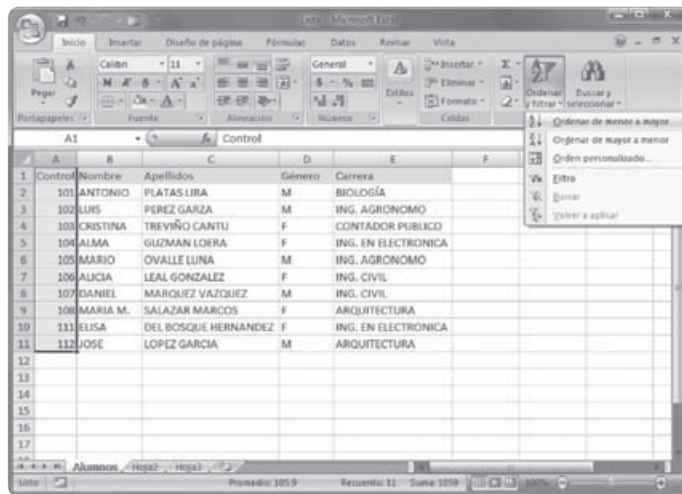 Lista - Microsoft Excel
Inicio Insertar Diseño de página Fórmulas Datos Revisar Vista
Pegar
Calibri 11
N K S
General
$ % 000
Estilos
Insertar
Eliminar
Formato
Σ
Ordenar y filtrar
Buscar y seleccionar
Portapapeles Fuente Alineación Número Celdas
Ordenar de menor a mayor
Ordenar de mayor a menor
Orden personalizado...
Filtro
Borrar
Volver a aplicar
A1 fx Control
A B C D E F
1 Control Nombre Apellidos Género Carrera
2 101 ANTONIO PLATAS LIRA M BIOLOGÍA
3 102 LUIS PEREZ GARZA M ING. AGRONOMO
4 103 CRISTINA TREVIÑO CANTU F CONTADOR PUBLICO
5 104 ALMA GUZMAN LOERA F ING. EN ELECTRONICA
6 105 MARIO OVALLE LUNA M ING. AGRONOMO
7 106 ALICIA LEAL GONZALEZ F ING. CIVIL
8 107 DANIEL MARQUEZ VAZQUEZ M ING. CIVIL
9 108 MARIA M. SALAZAR MARCOS F ARQUITECTURA
10 111 ELISA DEL BOSQUE HERNANDEZ F ING. EN ELECTRONICA
11 112 JOSE LOPEZ GARCIA M ARQUITECTURA
12
13
14
15
16
17
Alumnos Hoja2 Hoja3
Listo Promedio: 105.9 Recuento: 11 Suma: 1059 100%